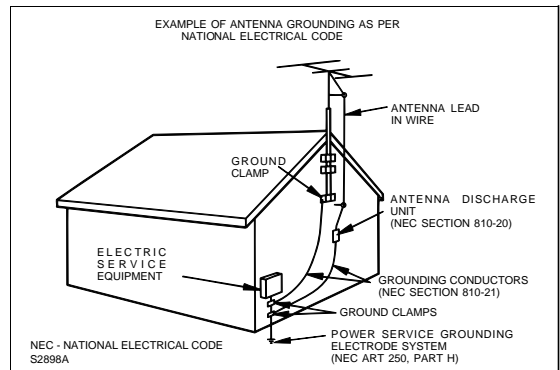 EXAMPLE OF ANTENNA GROUNDING AS PER
NATIONAL ELECTRICAL CODE
ANTENNA LEAD
IN WIRE
GROUND
CLAMP
ANTENNA DISCHARGE
UNIT
(NEC SECTION 810-20)
ELECTRIC
SERVICE
EQUIPMENT
GROUNDING CONDUCTORS
(NEC SECTION 810-21)
GROUND CLAMPS
POWER SERVICE GROUNDING
ELECTRODE SYSTEM
(NEC ART 250, PART H)
NEC - NATIONAL ELECTRICAL CODE
S2898A